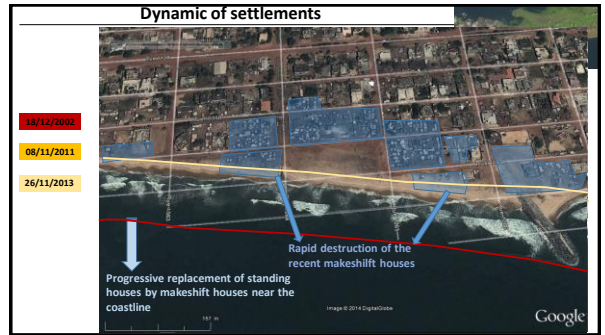 Dynamic of settlements
18/12/2002
08/11/2011
26/11/2013
Rapid destruction of the
recent makeshilft houses
Progressive replacement of standing
houses by makeshift houses near the
coastline
Image © 2014 DigitalGlobe
Google